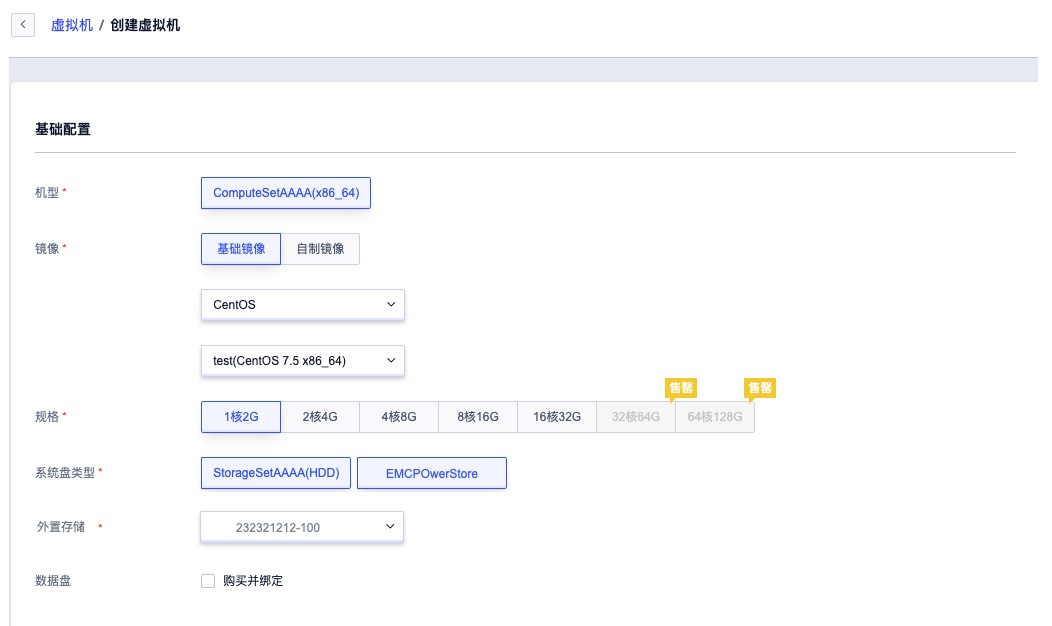 虚拟机 / 创建虚拟机
基础配置
机型 * ComputeSetAAAA(x86_64)
镜像 * 基础镜像 自制镜像
CentOS
test(CentOS 7.5 x86_64)
售罄 售罄
规格 * 1核2G 2核4G 4核8G 8核16G 16核32G 32核64G 64核128G
系统盘类型 * StorageSetAAAA(HDD) EMCPOwerStore
外置存储 * 232321212-100
数据盘 购买并绑定